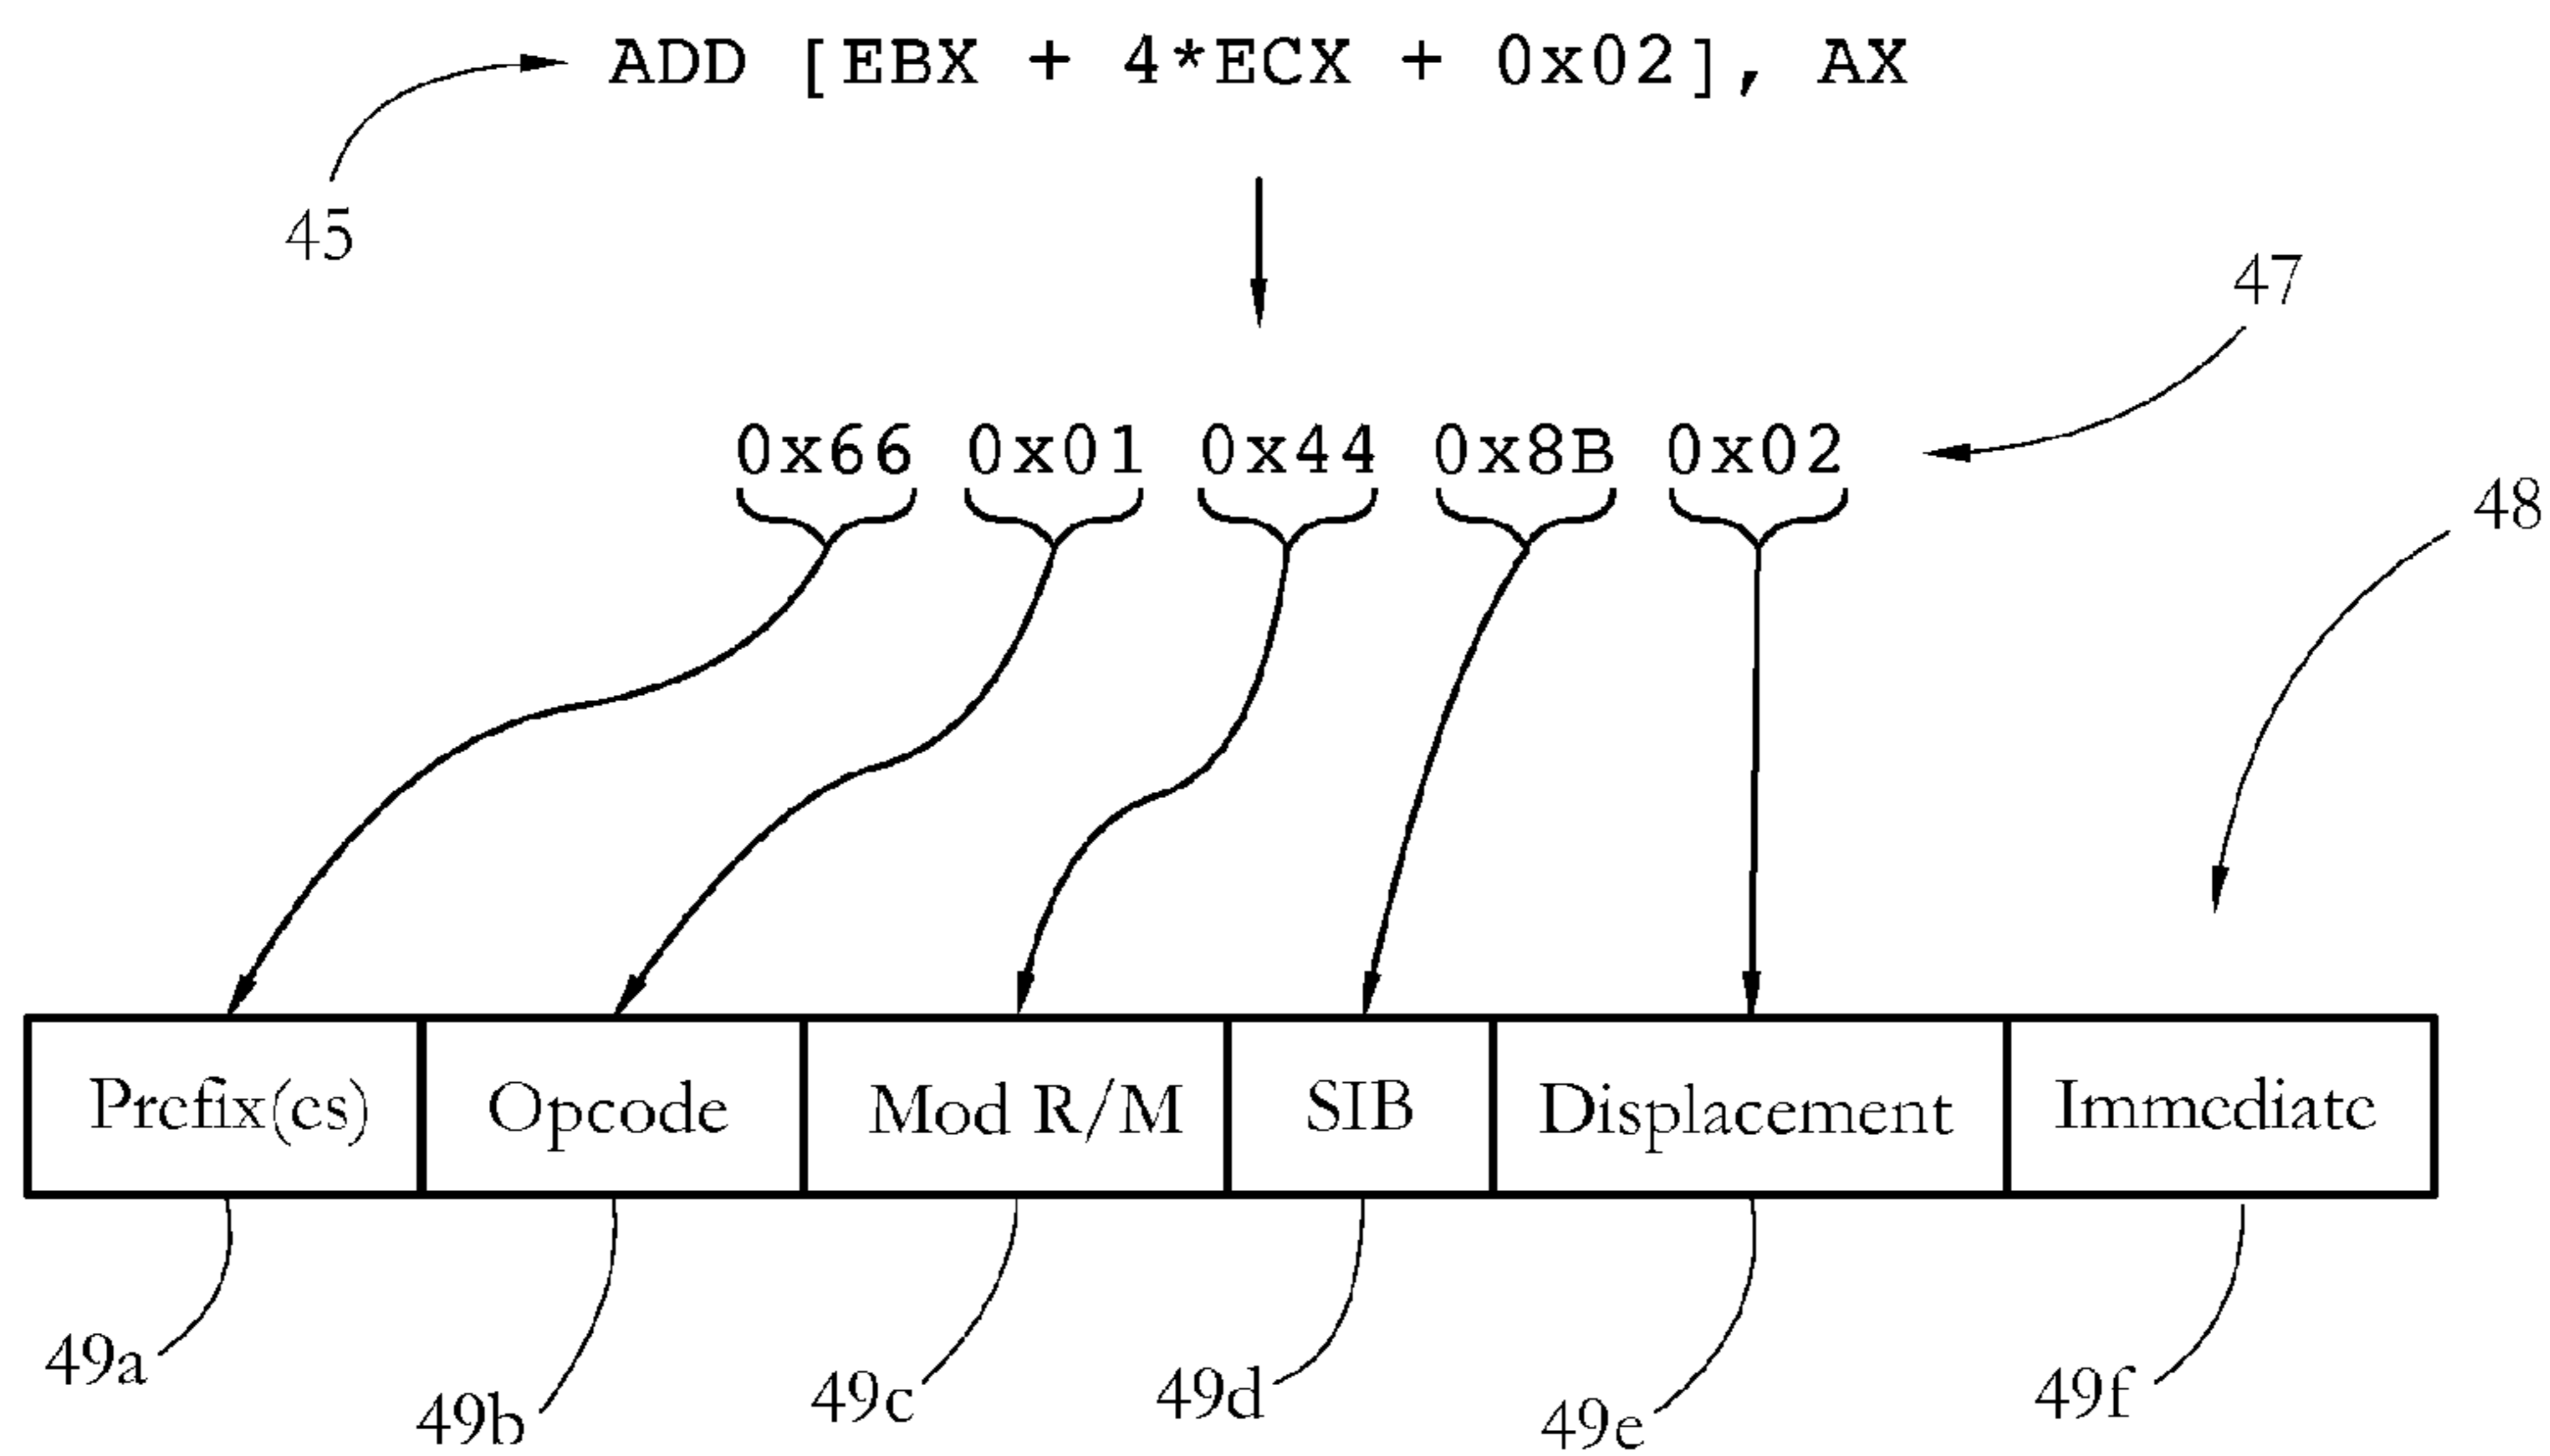 ADD [EBX + 4*ECX + 0x02], AX
45
47
0x66 0x01 0x44 0x8B 0x02
48
Prefix(es) Opcode Mod R/M SIB Displacement Immediate
49a 49b 49c 49d 49e 49f